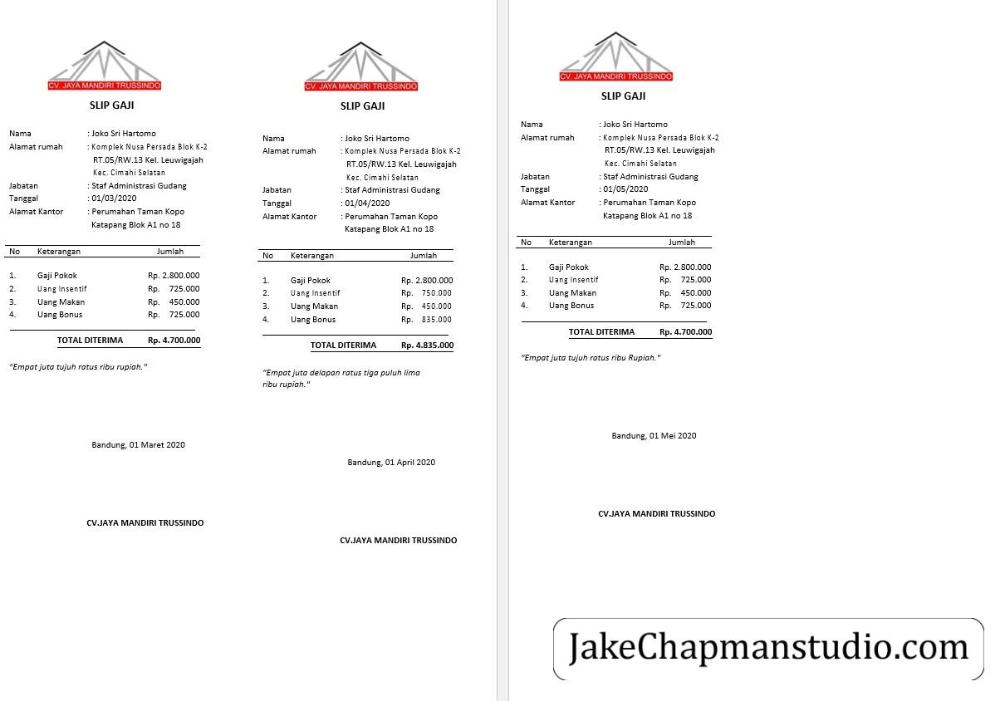 CV. JAYA MANDIRI TRUSSINDO
SLIP GAJI
Nama : Joko Sri Hartomo
Alamat rumah : Komplek Nusa Persada Blok K-2
RT.05/RW.13 Kel. Leuwigajah
Kec. Cimahi Selatan
Jabatan : Staf Administrasi Gudang
Tanggal : 01/03/2020
Alamat Kantor : Perumahan Taman Kopo
Katapang Blok A1 no 18
No Keterangan Jumlah
1. Gaji Pokok Rp. 2.800.000
2. Uang Insentif Rp. 725.000
3. Uang Makan Rp. 450.000
4. Uang Bonus Rp. 725.000
TOTAL DITERIMA Rp. 4.700.000
"Empat juta tujuh ratus ribu rupiah."
Bandung, 01 Maret 2020
CV.JAYA MANDIRI TRUSSINDO
CV. JAYA MANDIRI TRUSSINDO
SLIP GAJI
Nama : Joko Sri Hartomo
Alamat rumah : Komplek Nusa Persada Blok K-2
RT.05/RW.13 Kel. Leuwigajah
Kec. Cimahi Selatan
Jabatan : Staf Administrasi Gudang
Tanggal : 01/04/2020
Alamat Kantor : Perumahan Taman Kopo
Katapang Blok A1 no 18
No Keterangan Jumlah
1. Gaji Pokok Rp. 2.800.000
2. Uang Insentif Rp. 750.000
3. Uang Makan Rp. 450.000
4. Uang Bonus Rp. 835.000
TOTAL DITERIMA Rp. 4.835.000
"Empat juta delapan ratus tiga puluh lima
ribu rupiah."
Bandung, 01 April 2020
CV.JAYA MANDIRI TRUSSINDO
CV. JAYA MANDIRI TRUSSINDO
SLIP GAJI
Nama : Joko Sri Hartomo
Alamat rumah : Komplek Nusa Persada Blok K-2
RT.05/RW.13 Kel. Leuwigajah
Kec. Cimahi Selatan
Jabatan : Staf Administrasi Gudang
Tanggal : 01/05/2020
Alamat Kantor : Perumahan Taman Kopo
Katapang Blok A1 no 18
No Keterangan Jumlah
1. Gaji Pokok Rp. 2.800.000
2. Uang Insentif Rp. 725.000
3. Uang Makan Rp. 450.000
4. Uang Bonus Rp. 725.000
TOTAL DITERIMA Rp. 4.700.000
"Empat juta tujuh ratus ribu Rupiah."
Bandung, 01 Mei 2020
CV.JAYA MANDIRI TRUSSINDO
JakeChapmanstudio.com